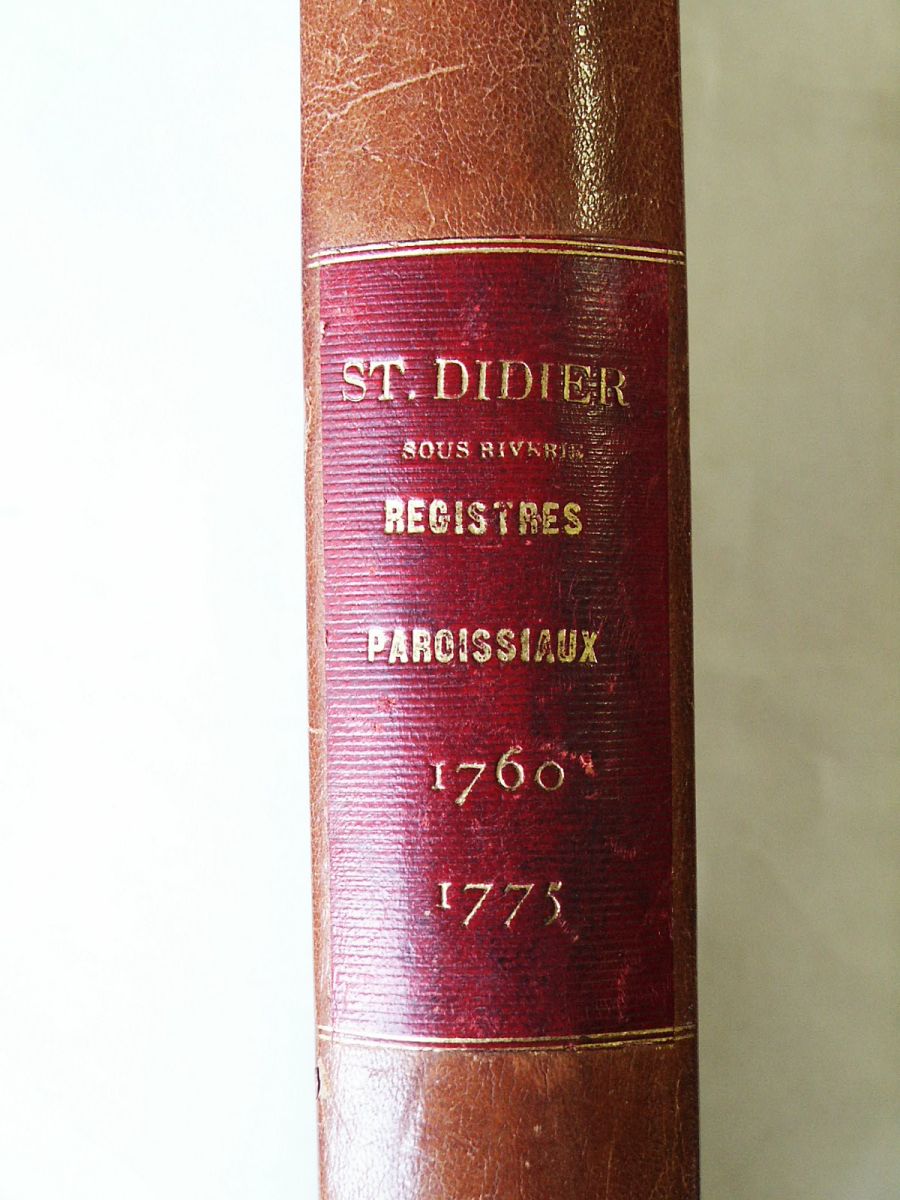 ST. DIDIER
SOUS RIVERIE
REGISTRES
PAROISSIAUX
1760
1775